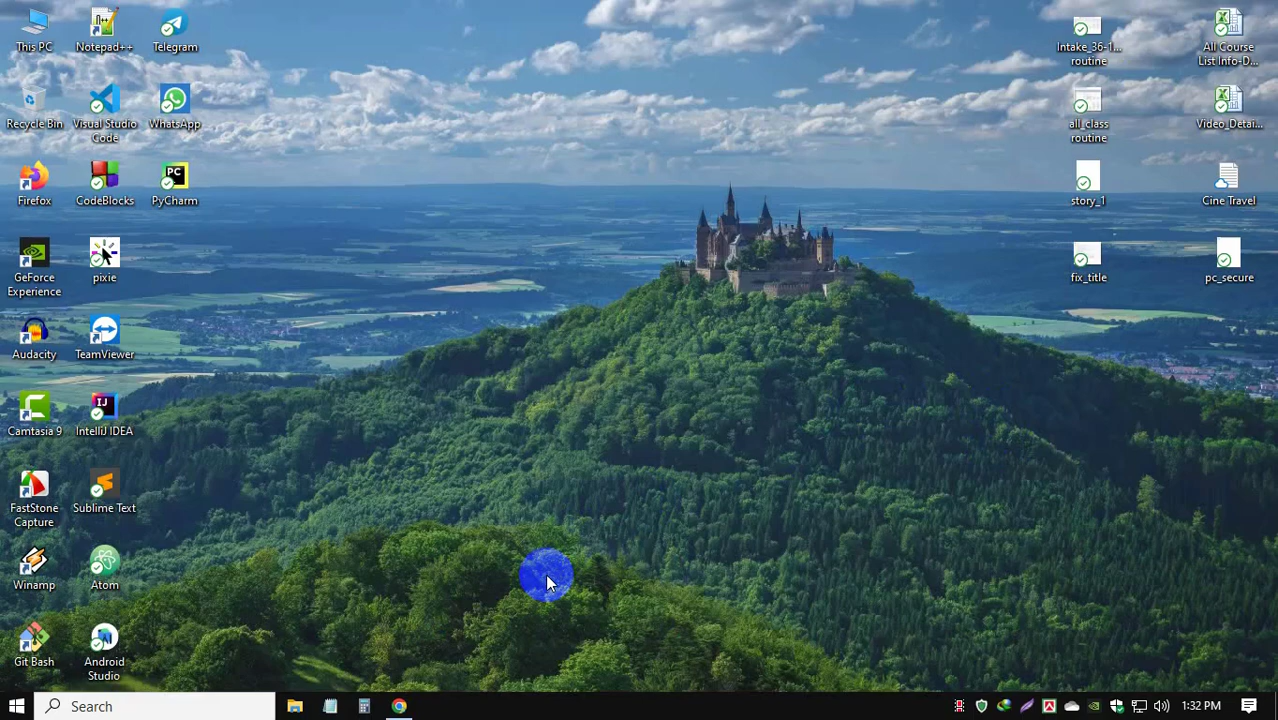 This PC
Notepad++
Telegram
Recycle Bin
Visual Studio
Code
WhatsApp
Firefox
CodeBlocks
PyCharm
GeForce
Experience
pixie
Audacity
TeamViewer
Camtasia 9
IntelliJ IDEA
FastStone
Capture
Sublime Text
Winamp
Atom
Git Bash
Android
Studio
Intake_36-1...
routine
All Course
List Info-D...
all_class
routine
Video_Detai...
story_1
Cine Travel
fix_title
pc_secure
Search
1:32 PM